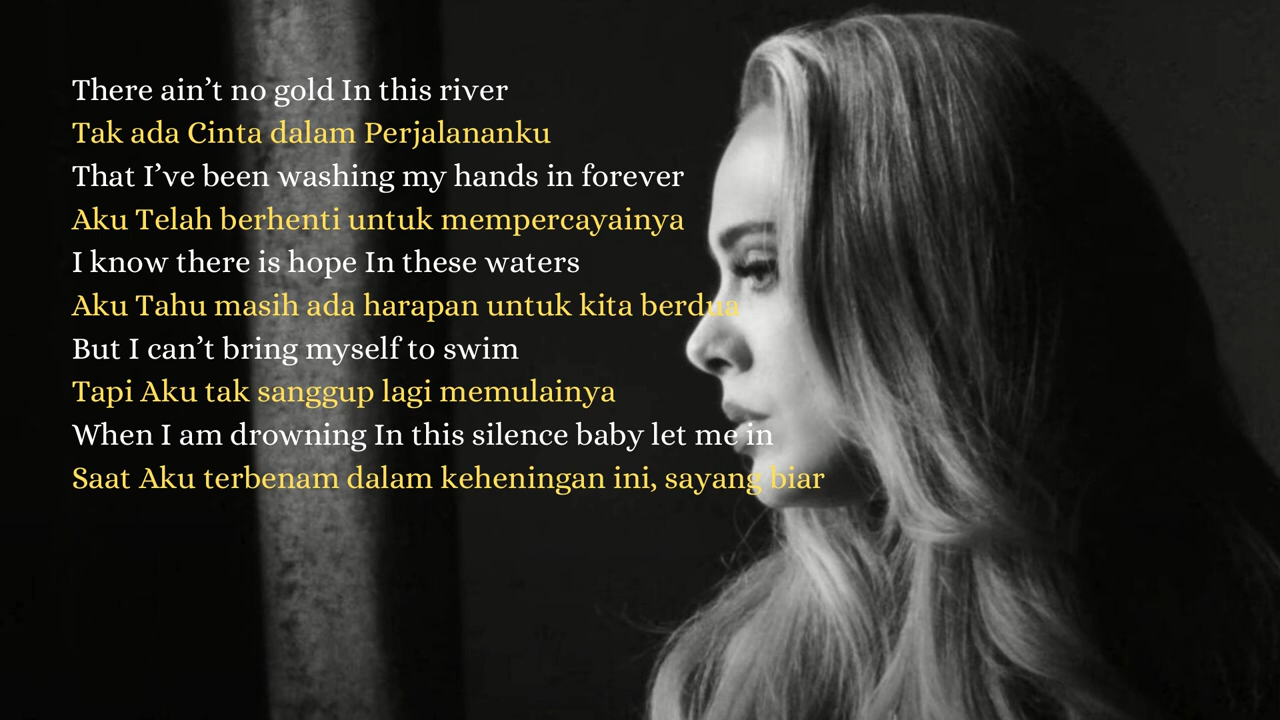 There ain’t no gold In this river
Tak ada Cinta dalam Perjalananku
That I’ve been washing my hands in forever
Aku Telah berhenti untuk mempercayainya
I know there is hope In these waters
Aku Tahu masih ada harapan untuk kita berdua
But I can’t bring myself to swim
Tapi Aku tak sanggup lagi memulainya
When I am drowning In this silence baby let me in
Saat Aku terbenam dalam keheningan ini, sayang biar